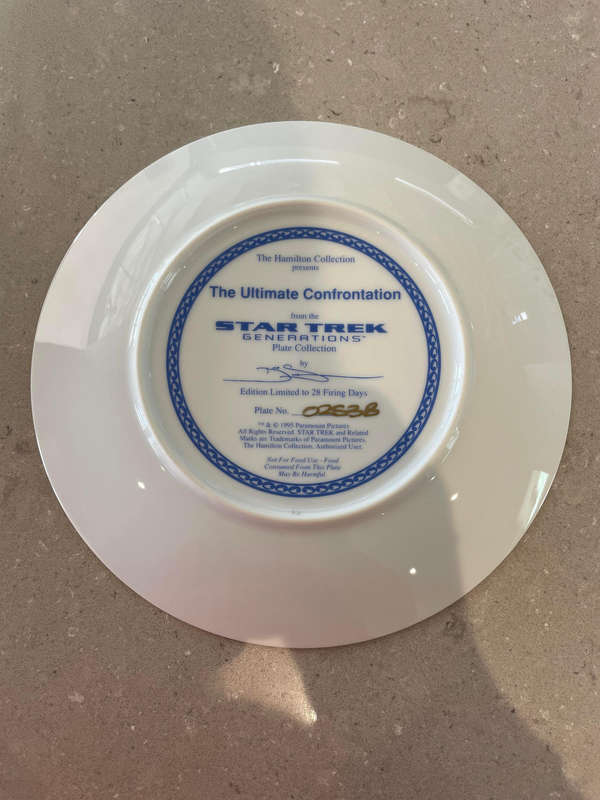 The Hamilton Collection
presents
The Ultimate Confrontation
from the
STAR TREK
GENERATIONS™
Plate Collection
by
Edition Limited to 28 Firing Days
Plate No. 0253B
™ & © 1995 Paramount Pictures
All Rights Reserved. STAR TREK and Related
Marks are Trademarks of Paramount Pictures.
The Hamilton Collection, Authorized User.
Not For Food Use - Food
Consumed From This Plate
May Be Harmful.